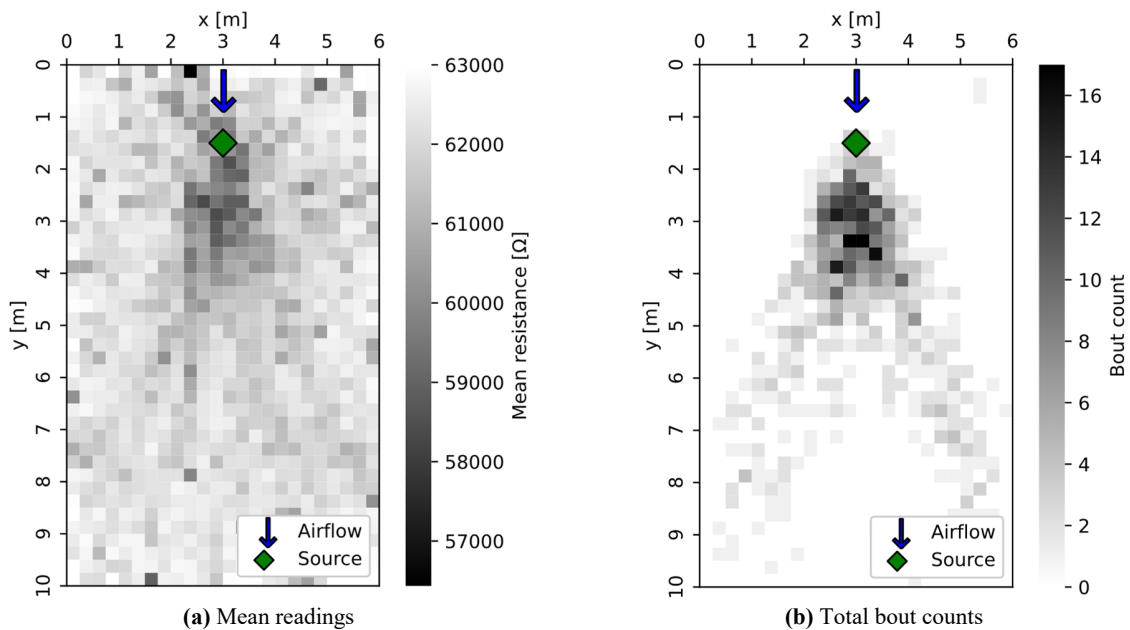 x [m]
0 1 2 3 4 5 6
0
1
2
3
4
5
6
7
8
9
10
y [m]
63000
62000
61000
60000
59000
58000
57000
Mean resistance [Ω]
Airflow
Source
(a) Mean readings
x [m]
0 1 2 3 4 5 6
0
1
2
3
4
5
6
7
8
9
10
y [m]
16
14
12
10
8
6
4
2
0
Bout count
Airflow
Source
(b) Total bout counts